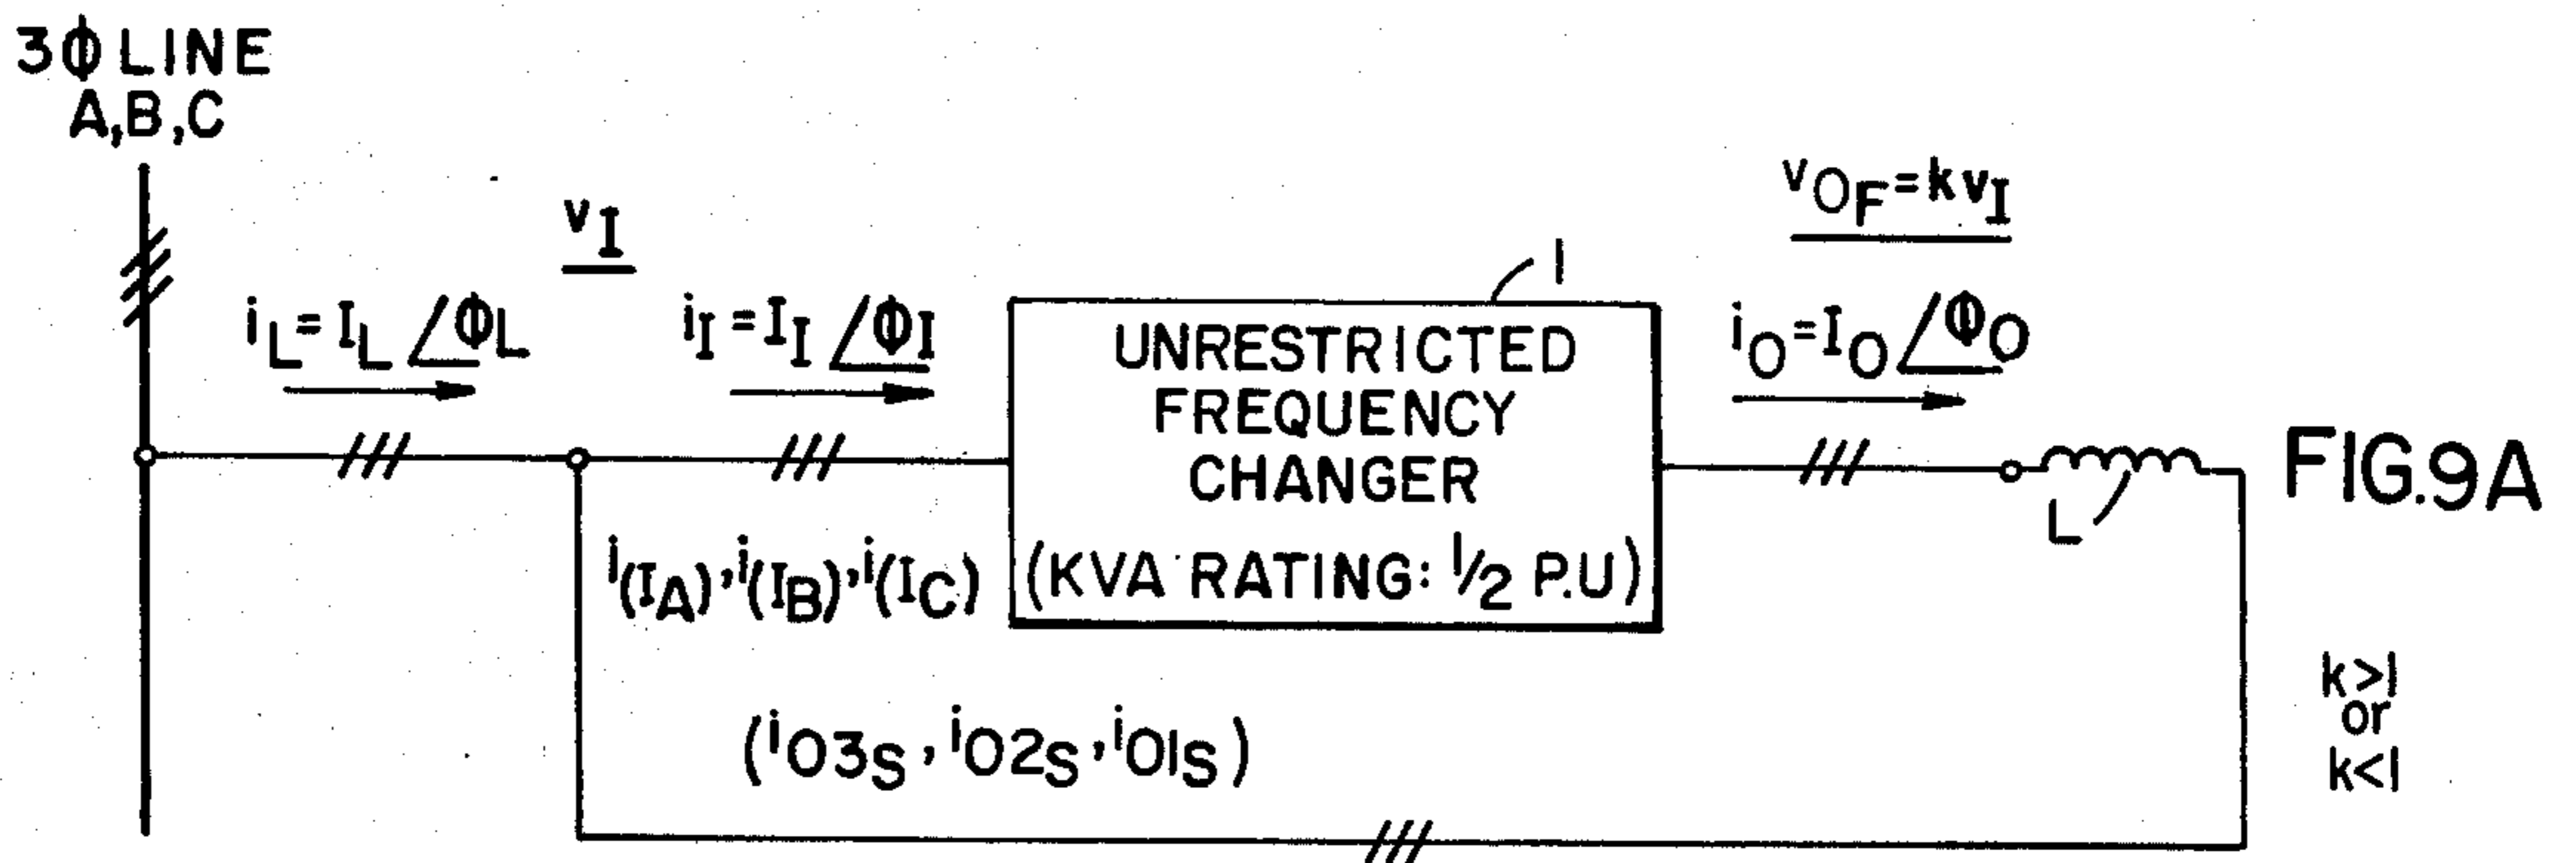 3Φ LINE
A,B,C
i_L = I_L ∠Φ_L
v_I
i_I = I_I ∠Φ_I
1
UNRESTRICTED
FREQUENCY
CHANGER
(KVA RATING: 1/2 P.U)
v_OF = k v_I
i_O = I_O ∠Φ_O
L
FIG.9A
i(I_A), i(I_B), i(I_C)
(i_O3S, i_O2S, i_O1S)
k>1
or
k<1